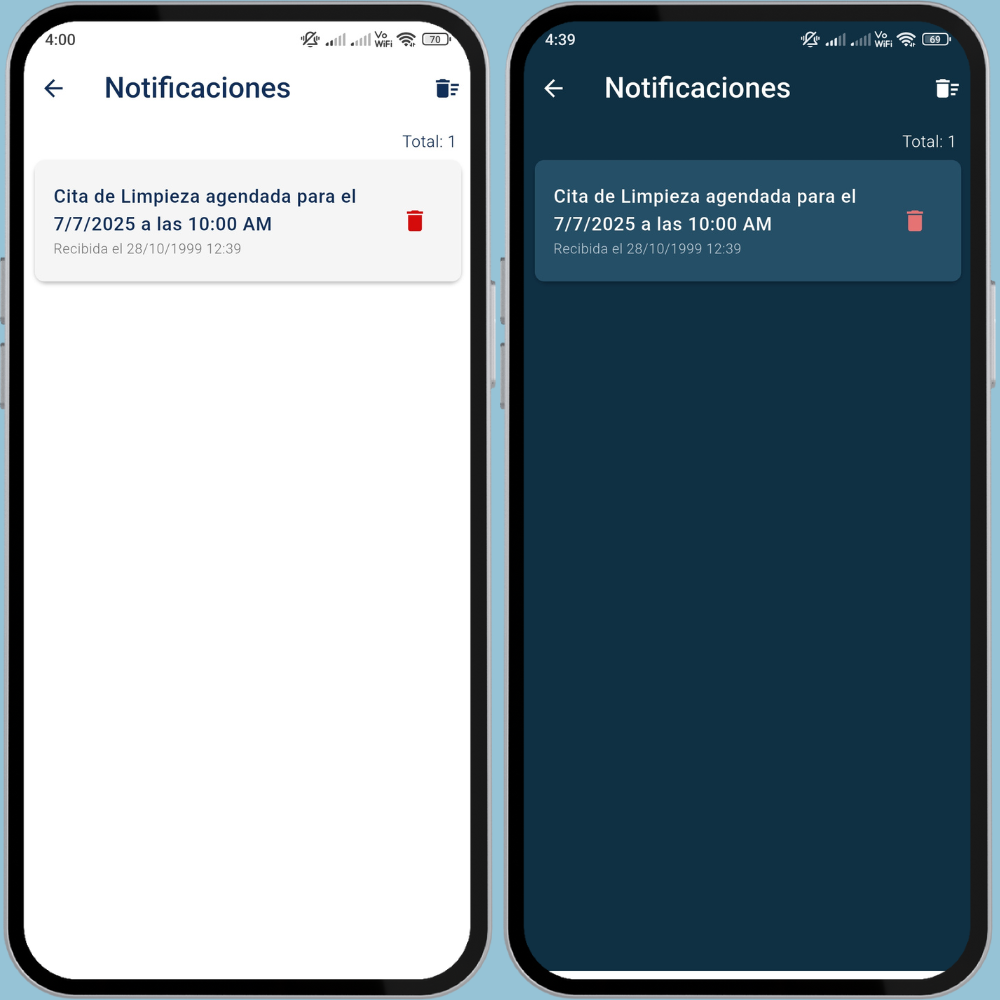 4:00
Vo
WiFi
70
Notificaciones
Total: 1
Cita de Limpieza agendada para el
7/7/2025 a las 10:00 AM
Recibida el 28/10/1999 12:39
4:39
Vo
WiFi
69
Notificaciones
Total: 1
Cita de Limpieza agendada para el
7/7/2025 a las 10:00 AM
Recibida el 28/10/1999 12:39